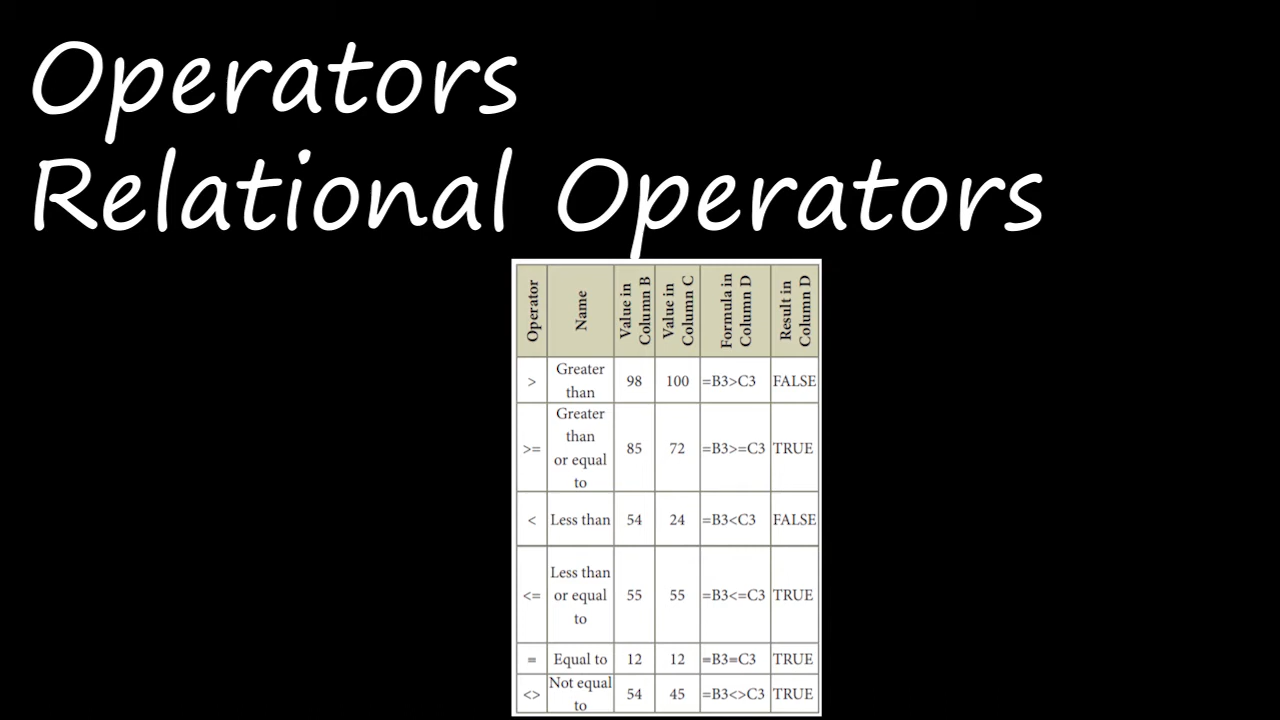 Operators
Relational Operators
Operator Name Value in Column B Value in Column C Formula in Column D Result in Column D
> Greater than 98 100 =B3>C3 FALSE
>= Greater than or equal to 85 72 =B3>=C3 TRUE
< Less than 54 24 =B3<C3 FALSE
<= Less than or equal to 55 55 =B3<=C3 TRUE
= Equal to 12 12 =B3=C3 TRUE
<> Not equal to 54 45 =B3<>C3 TRUE